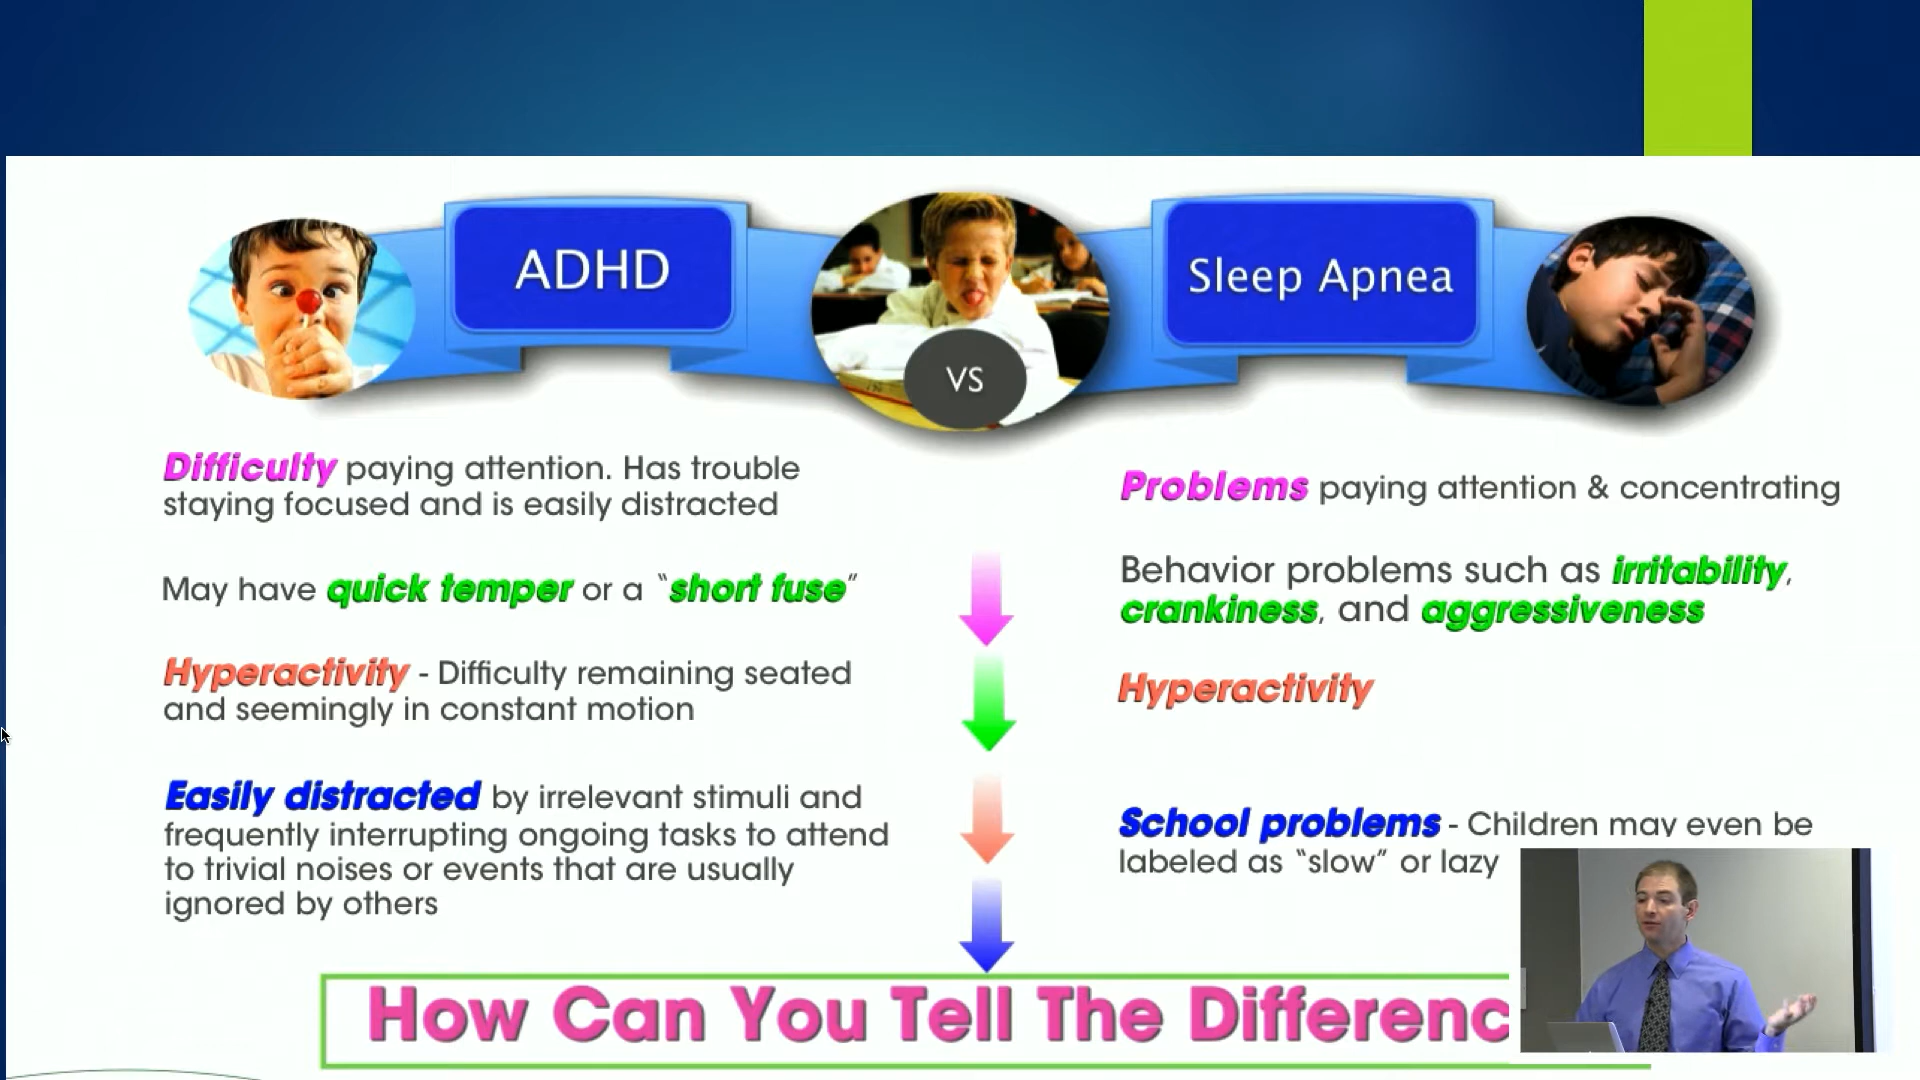 ADHD
VS
Sleep Apnea
Difficulty paying attention. Has trouble
staying focused and is easily distracted
May have quick temper or a “short fuse”
Hyperactivity - Difficulty remaining seated
and seemingly in constant motion
Easily distracted by irrelevant stimuli and
frequently interrupting ongoing tasks to attend
to trivial noises or events that are usually
ignored by others
Problems paying attention & concentrating
Behavior problems such as irritability,
crankiness, and aggressiveness
Hyperactivity
School problems - Children may even be
labeled as “slow” or lazy
How Can You Tell The Differenc